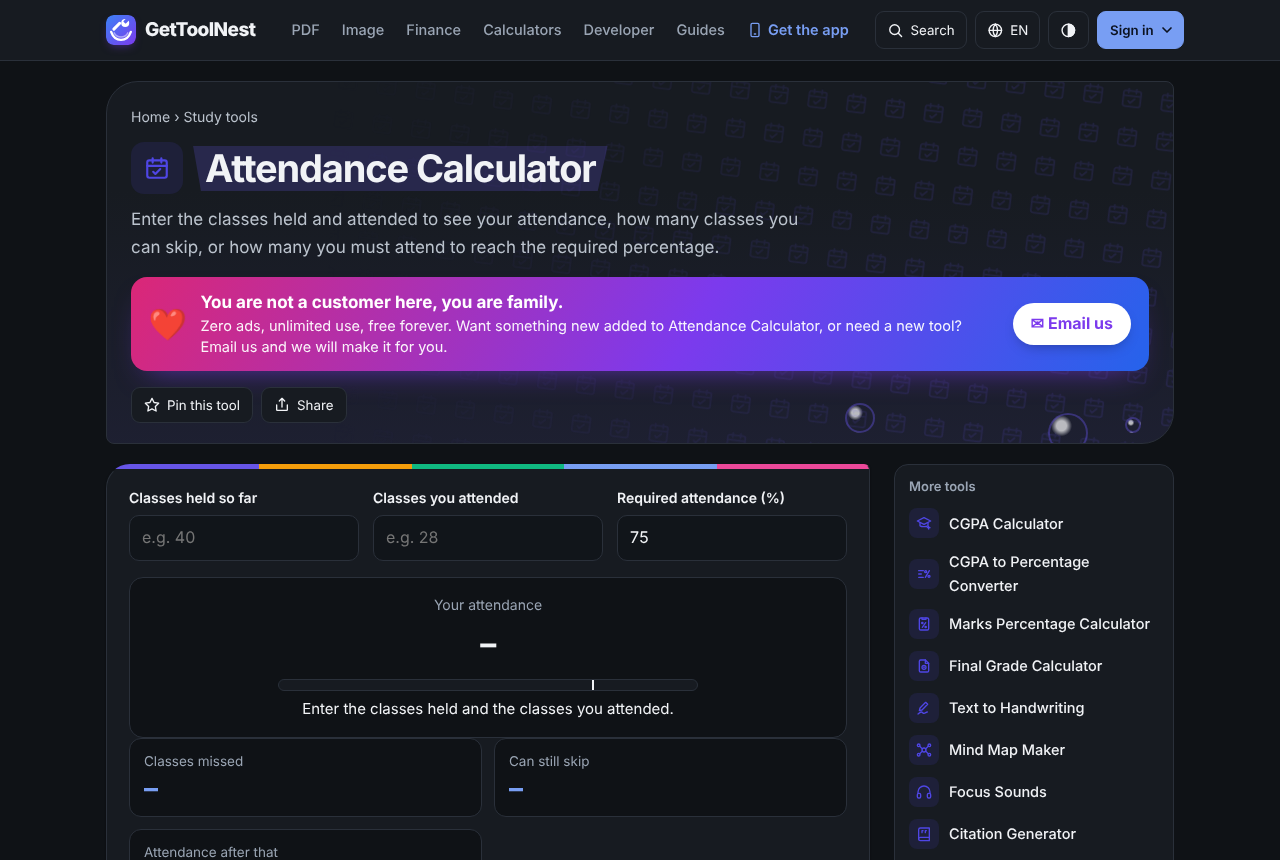 GetToolNest
PDF
Image
Finance
Calculators
Developer
Guides
Get the app
Search
EN
Sign in
Home › Study tools
Attendance Calculator
Enter the classes held and attended to see your attendance, how many classes you
can skip, or how many you must attend to reach the required percentage.
You are not a customer here, you are family.
Zero ads, unlimited use, free forever. Want something new added to Attendance Calculator, or need a new tool?
Email us and we will make it for you.
✉ Email us
Pin this tool
Share
Classes held so far
Classes you attended
Required attendance (%)
e.g. 40
e.g. 28
75
Your attendance
–
Enter the classes held and the classes you attended.
Classes missed
–
Can still skip
–
Attendance after that
More tools
CGPA Calculator
CGPA to Percentage
Converter
Marks Percentage Calculator
Final Grade Calculator
Text to Handwriting
Mind Map Maker
Focus Sounds
Citation Generator